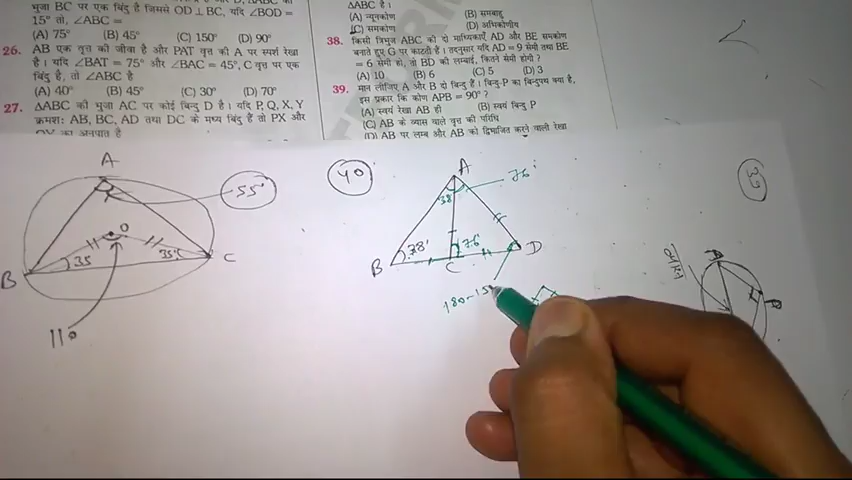 भुजा BC पर एक बिंदु है जिससे OD ⊥ BC, यदि ∠BOD =
15° तो, ∠ABC =
(A) 75° (B) 45° (C) 150° (D) 90°
26. AB एक वृत्त की जीवा है और PAT वृत्त की A पर स्पर्श रेखा
है। यदि ∠BAT = 75° और ∠BAC = 45°, C वृत्त पर एक
बिंदु है, तो ∠ABC है
(A) 40° (B) 45° (C) 30° (D) 70°
27. ΔABC की भुजा AC पर कोई बिन्दु D है। यदि P, Q, X, Y
क्रमश: AB, BC, AD तथा DC के मध्य बिंदु हैं तो PX और
QY का अनुपात है
ΔABC है।
(A) न्यूनकोण (B) समबाहु
(C) समकोण (D) अधिककोणीय
38. किसी त्रिभुज ABC की दो माध्यिकाएँ AD और BE समकोण
बनाते हुए G पर काटती है। तदनुसार यदि AD = 9 सेमी तथा BE
= 6 सेमी हो, तो BD की लम्बाई, कितने सेमी होगी ?
(A) 10 (B) 6 (C) 5 (D) 3
39. मान लीजिए A और B दो बिन्दु हैं। बिन्दु-P का बिन्दुपथ क्या है,
इस प्रकार कि कोण APB = 90° ?
(A) स्वयं रेखा AB ही (B) स्वयं बिन्दु P
(C) AB के व्यास वाले वृत्त की परिधि
(D) AB पर लम्ब और AB को द्विभाजित करने वाली रेखा
A
55°
O
35
35°
B
C
110
40
A
76°
38
38°
76°
B
C
D
180-15
39
A
P